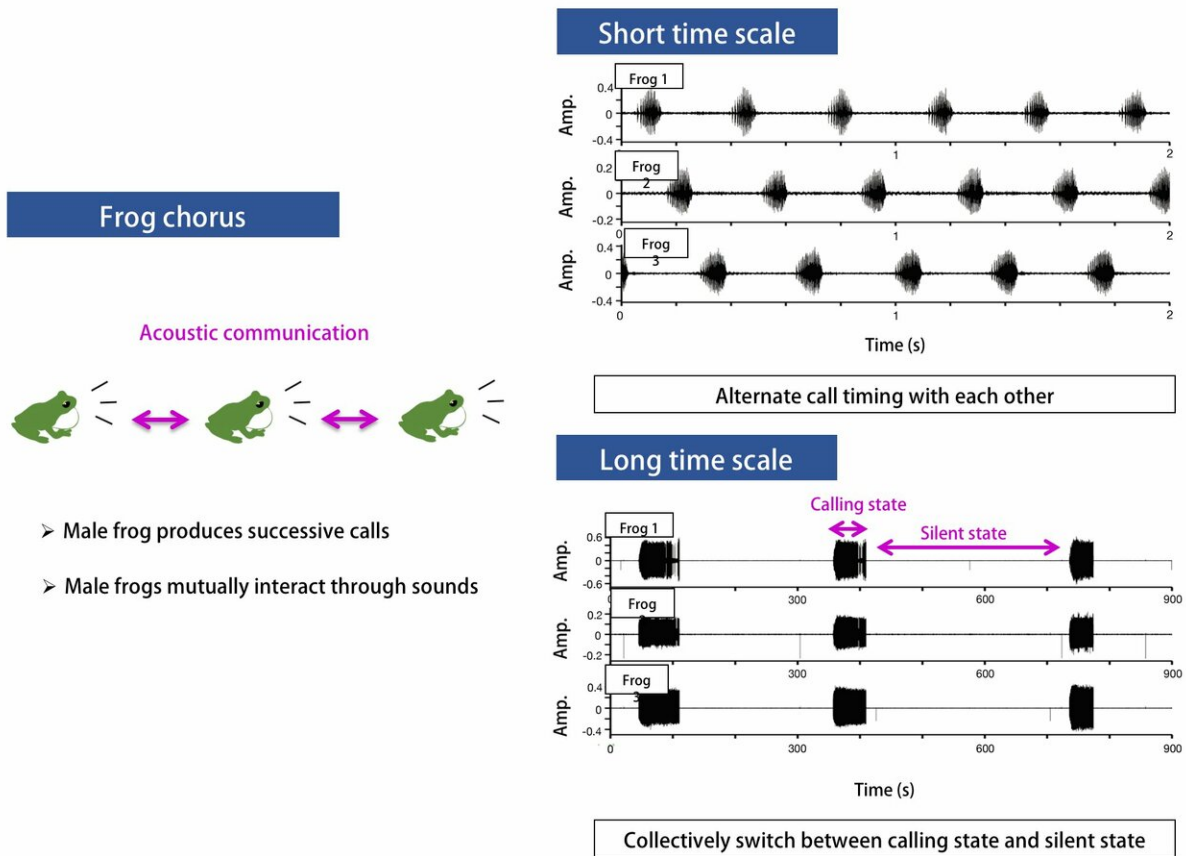 Frog chorus
Acoustic communication
➢ Male frog produces successive calls
➢ Male frogs mutually interact through sounds
Short time scale
Frog 1
Amp.
0.4
0
-0.4
1
2
Frog
2
Amp.
0.2
0
-0.2
0
1
2
Frog
3
Amp.
0.4
0
-0.4
0
1
2
Time (s)
Alternate call timing with each other
Long time scale
Calling state
Silent state
Frog 1
Amp.
0.6
0
-0.6
0
300
600
900
Frog
Amp.
0.2
0
-0.2
300
600
900
Frog
3
Amp.
0.4
0
-0.4
0
300
600
900
Time (s)
Collectively switch between calling state and silent state